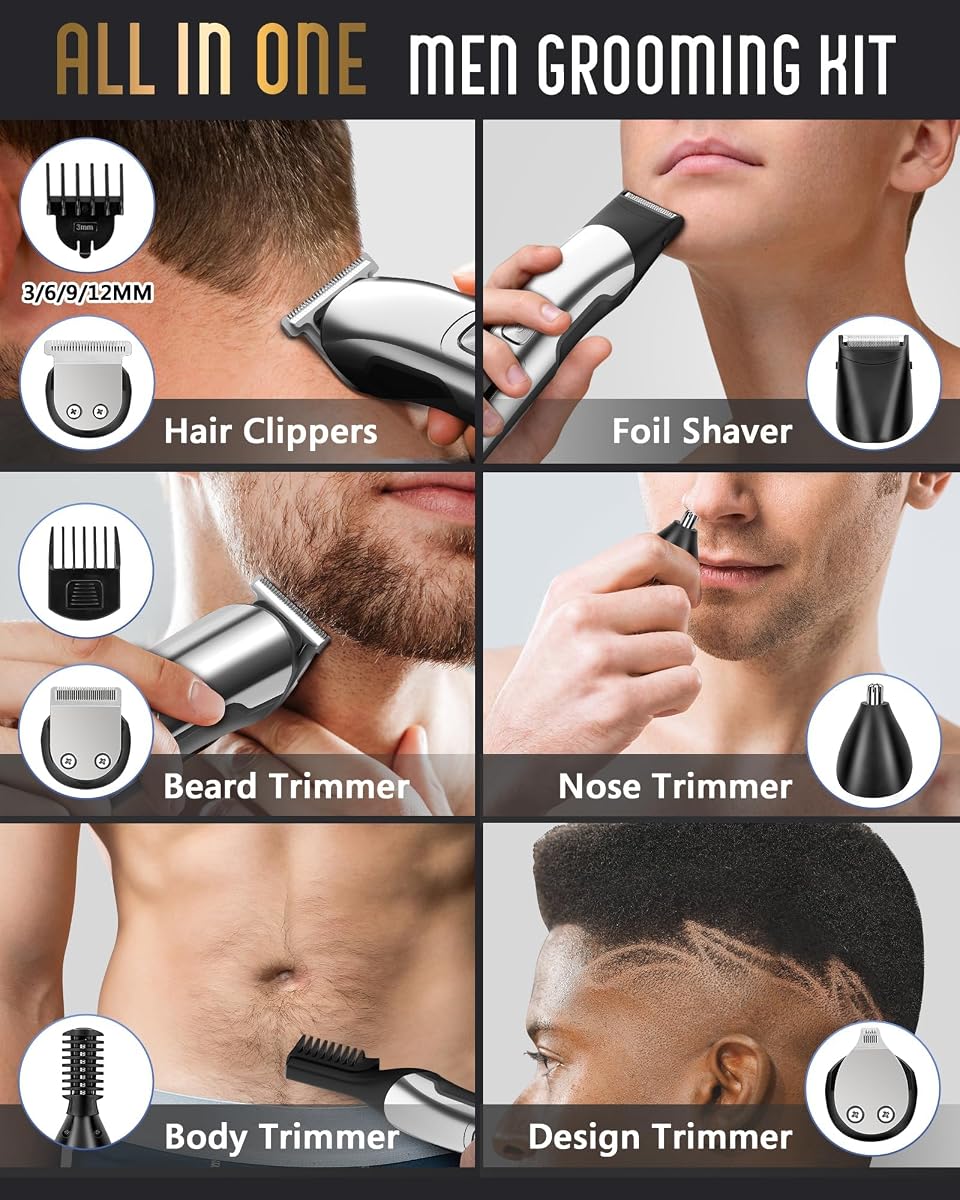 ALL IN ONE MEN GROOMING KIT
3mm
3/6/9/12MM
Hair Clippers
Foil Shaver
Beard Trimmer
Nose Trimmer
Body Trimmer
Design Trimmer